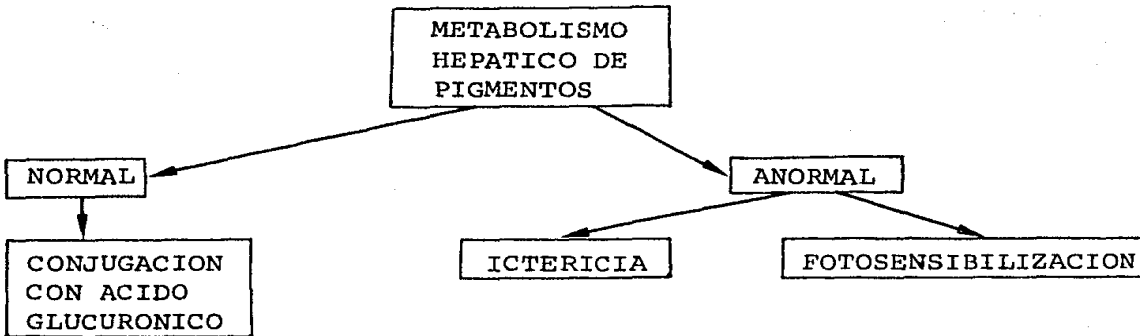 METABOLISMO
HEPATICO DE
PIGMENTOS
NORMAL
ANORMAL
CONJUGACION
CON ACIDO
GLUCURONICO
ICTERICIA
FOTOSENSIBILIZACION